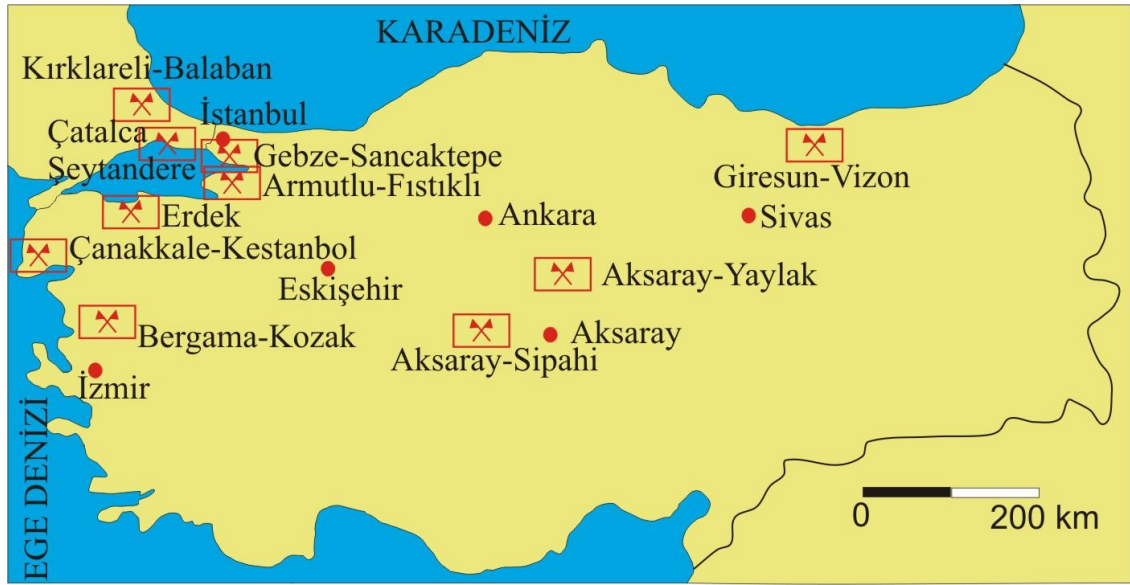 KARADENİZ
Kırklareli-Balaban
İstanbul
Çatalca
Şeytandere
Gebze-Sancaktepe
Armutlu-Fıstıklı
Giresun-Vizon
Erdek
Ankara
Sivas
Çanakkale-Kestanbol
Eskişehir
Aksaray-Yaylak
Bergama-Kozak
Aksaray-Sipahi
Aksaray
İzmir
EGE DENİZİ
0 200 km